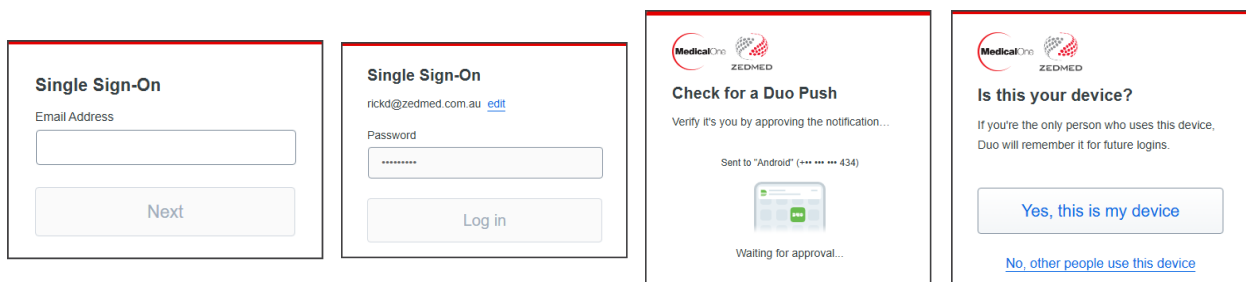 Single Sign-On
Email Address
Next
Single Sign-On
rickd@zedmed.com.au edit
Password
•••••••••
Log in
MedicalOne
ZEDMED
Check for a Duo Push
Verify it's you by approving the notification...
Sent to "Android" (+•• ••• ••• 434)
Waiting for approval...
MedicalOne
ZEDMED
Is this your device?
If you're the only person who uses this device,
Duo will remember it for future logins.
Yes, this is my device
No, other people use this device